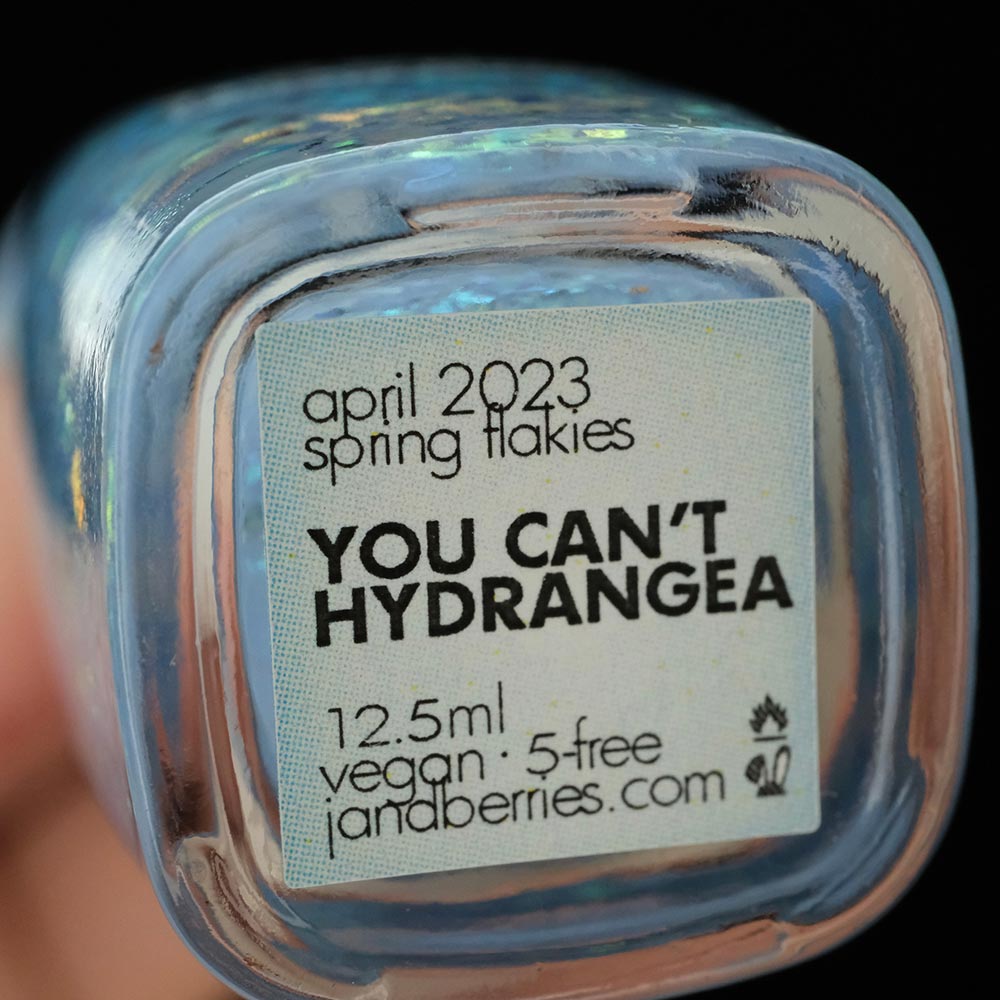 april 2023
spring flakies
YOU CAN'T
HYDRANGEA
12.5ml
vegan · 5-free
jandberries.com